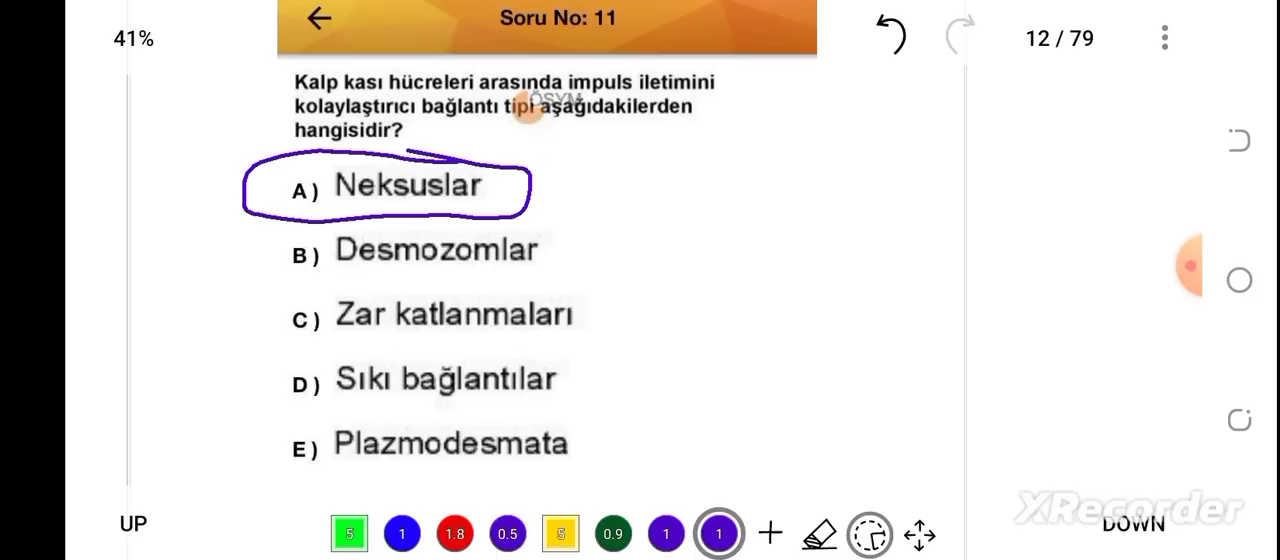 Soru No: 11
41%
12 / 79
Kalp kası hücreleri arasında impuls iletimini
kolaylaştırıcı bağlantı tipi aşağıdakilerden
ÖSYM
hangisidir?
A) Neksuslar
B) Desmozomlar
C) Zar katlanmaları
D) Sıkı bağlantılar
E) Plazmodesmata
XRecorder
UP
DOWN
5 1 1.8 0.5 5 0.9 1 1